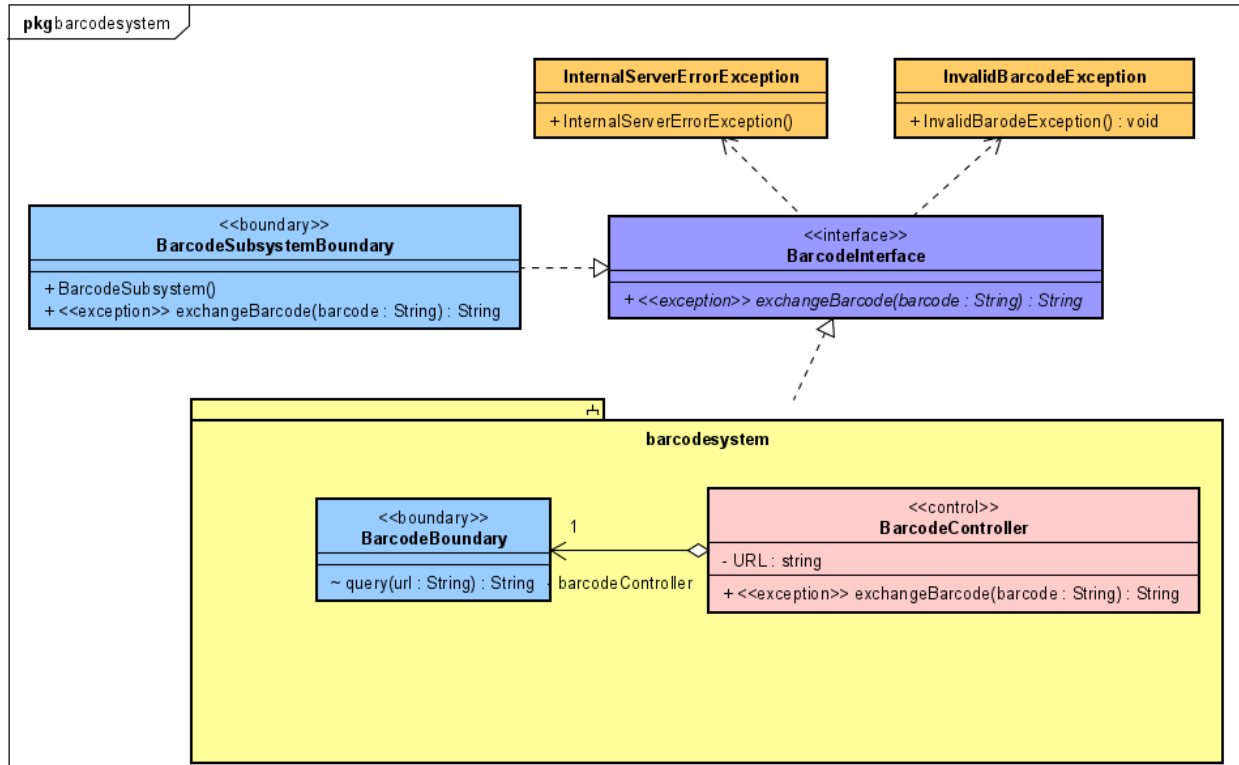 pkg barcodesystem
InternalServerErrorException
+ InternalServerErrorException()
InvalidBarcodeException
+ InvalidBarodeException() : void
<<boundary>>
BarcodeSubsystemBoundary
+ BarcodeSubsystem()
+ <<exception>> exchangeBarcode(barcode : String) : String
<<interface>>
BarcodeInterface
+ <<exception>> exchangeBarcode(barcode : String) : String
barcodesystem
<<boundary>>
BarcodeBoundary
~ query(url : String) : String
1
- barcodeController
<<control>>
BarcodeController
- URL : string
+ <<exception>> exchangeBarcode(barcode : String) : String